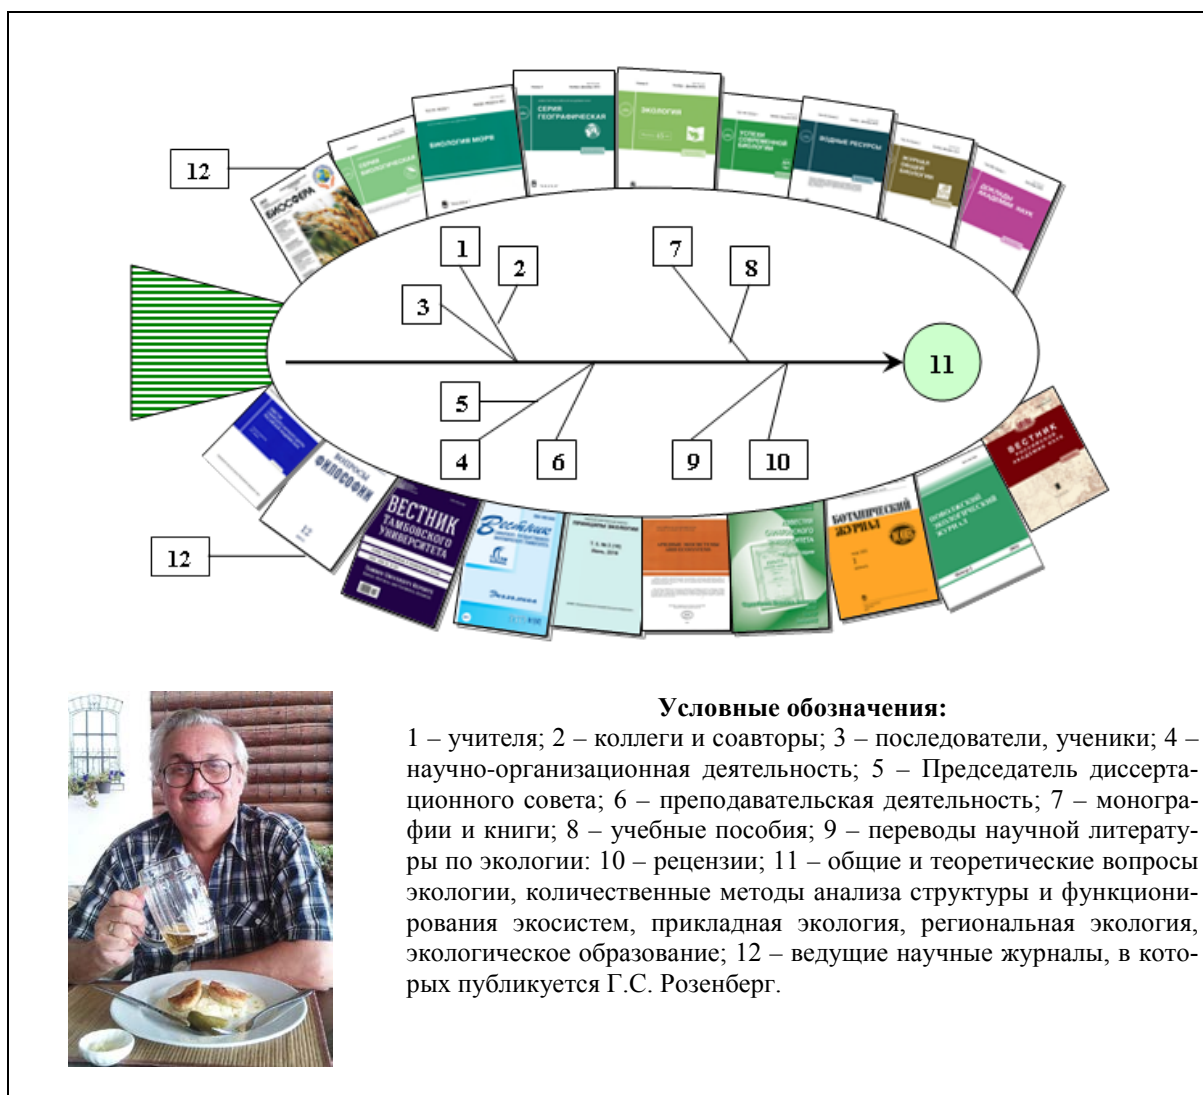 БИОСФЕРА
СЕРИЯ
БИОЛОГИЧЕСКАЯ
БИОЛОГИЯ МОРЯ
СЕРИЯ
ГЕОГРАФИЧЕСКАЯ
ЭКОЛОГИЯ
УСПЕХИ
СОВРЕМЕННОЙ
БИОЛОГИИ
ВОДНЫЕ РЕСУРСЫ
ЖУРНАЛ
ОБЩЕЙ
БИОЛОГИИ
ДОКЛАДЫ
АКАДЕМИИ НАУК
12
1
2
3
7
8
11
5
4
6
9
10
12
ВОПРОСЫ
ФИЛОСОФИИ
12
ВЕСТНИК
ТАМБОВСКОГО
УНИВЕРСИТЕТА
Вестник
Экология
ПРИНЦИПЫ ЭКОЛОГИИ
БОТАНИЧЕСКИЙ
ЖУРНАЛ
ПОВОЛЖСКИЙ
ЭКОЛОГИЧЕСКИЙ
ЖУРНАЛ
ВЕСТНИК
РОССИЙСКОЙ
АКАДЕМИИ НАУК
Условные обозначения:
1 – учителя; 2 – коллеги и соавторы; 3 – последователи, ученики; 4 –
научно-организационная деятельность; 5 – Председатель диссерта-
ционного совета; 6 – преподавательская деятельность; 7 – моногра-
фии и книги; 8 – учебные пособия; 9 – переводы научной литерату-
ры по экологии: 10 – рецензии; 11 – общие и теоретические вопросы
экологии, количественные методы анализа структуры и функциони-
рования экосистем, прикладная экология, региональная экология,
экологическое образование; 12 – ведущие научные журналы, в кото-
рых публикуется Г.С. Розенберг.